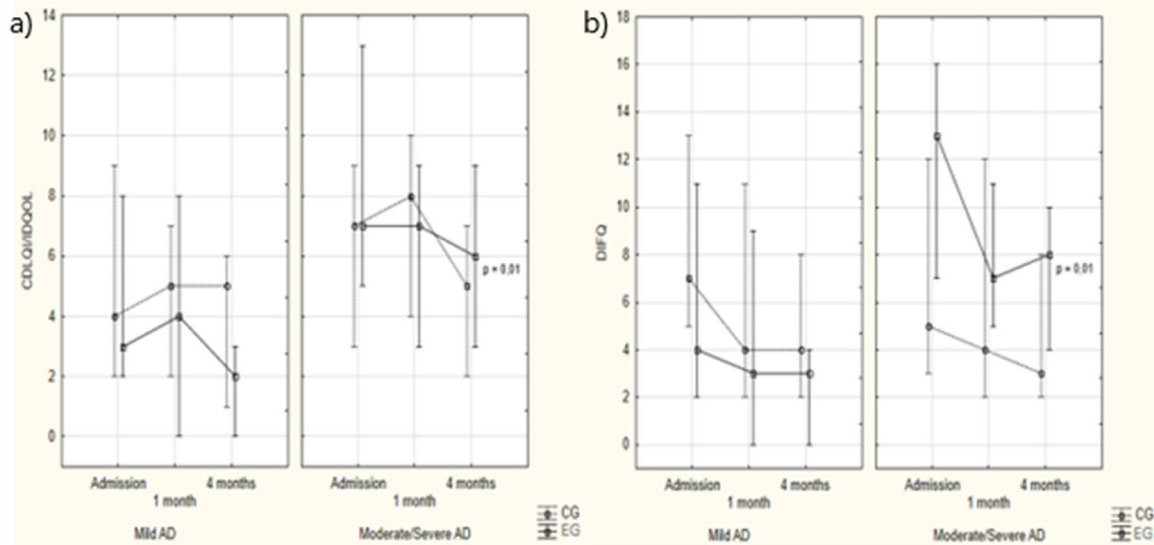 a)
CDLQI/IDQOL
14
12
10
8
6
4
2
0
p = 0,01
Admission
1 month
4 months
Mild AD
Admission
1 month
4 months
Moderate/Severe AD
CG
EG
b)
DIFQ
18
16
14
12
10
8
6
4
2
0
p = 0,01
Admission
1 month
4 months
Mild AD
Admission
1 month
4 months
Moderate/Severe AD
CG
EG